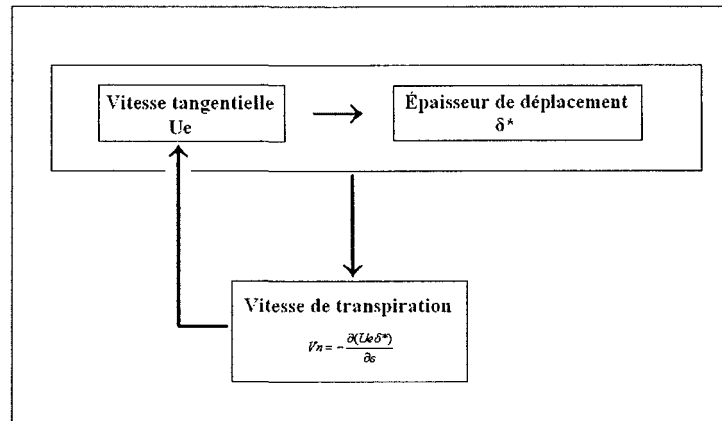 Vitesse tangentielle
Ue
Épaisseur de déplacement
δ*
Vitesse de transpiration
Vn = - ∂(Ueδ*)/∂s